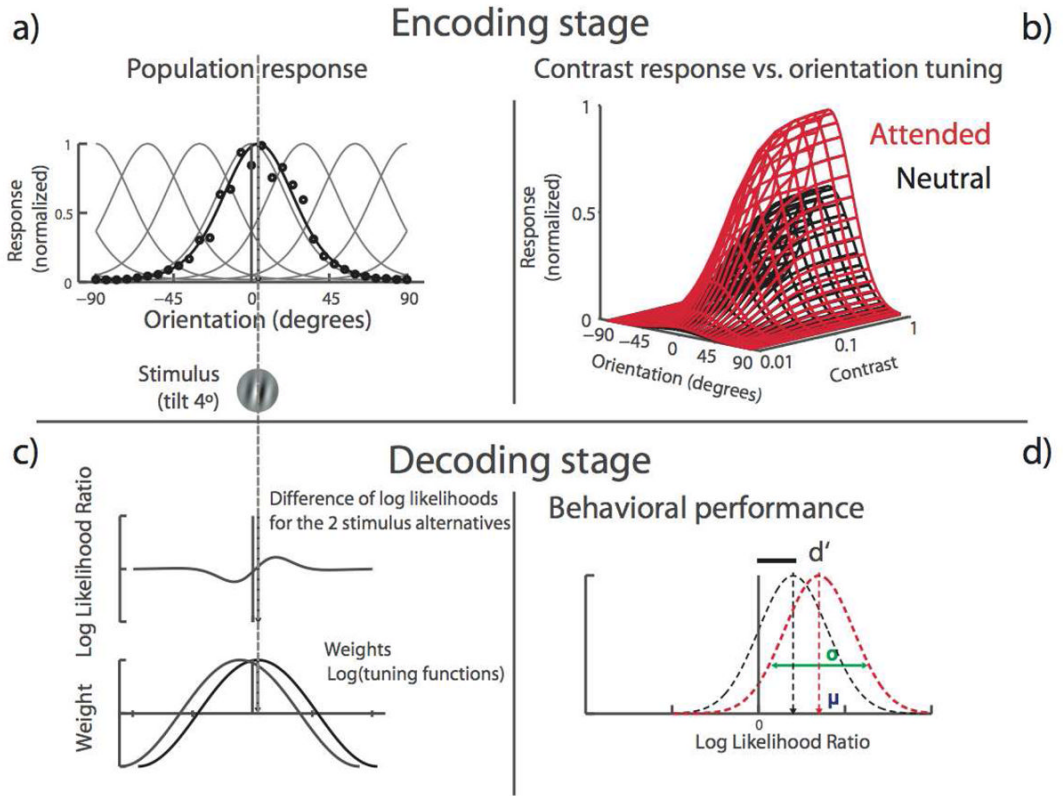 a)
Encoding stage
b)
Population response
Contrast response vs. orientation tuning
Response
(normalized)
1
0.5
0
−90
-45
0
45
90
Orientation (degrees)
Stimulus
(tilt 4º)
Response
(normalized)
1
0.5
0
Attended
Neutral
−90
−45
0
45
90
Orientation (degrees)
0.01
0.1
1
Contrast
c)
Decoding stage
d)
Log Likelihood Ratio
Difference of log likelihoods
for the 2 stimulus alternatives
Weight
Weights
Log(tuning functions)
Behavioral performance
d‘
σ
μ
0
Log Likelihood Ratio